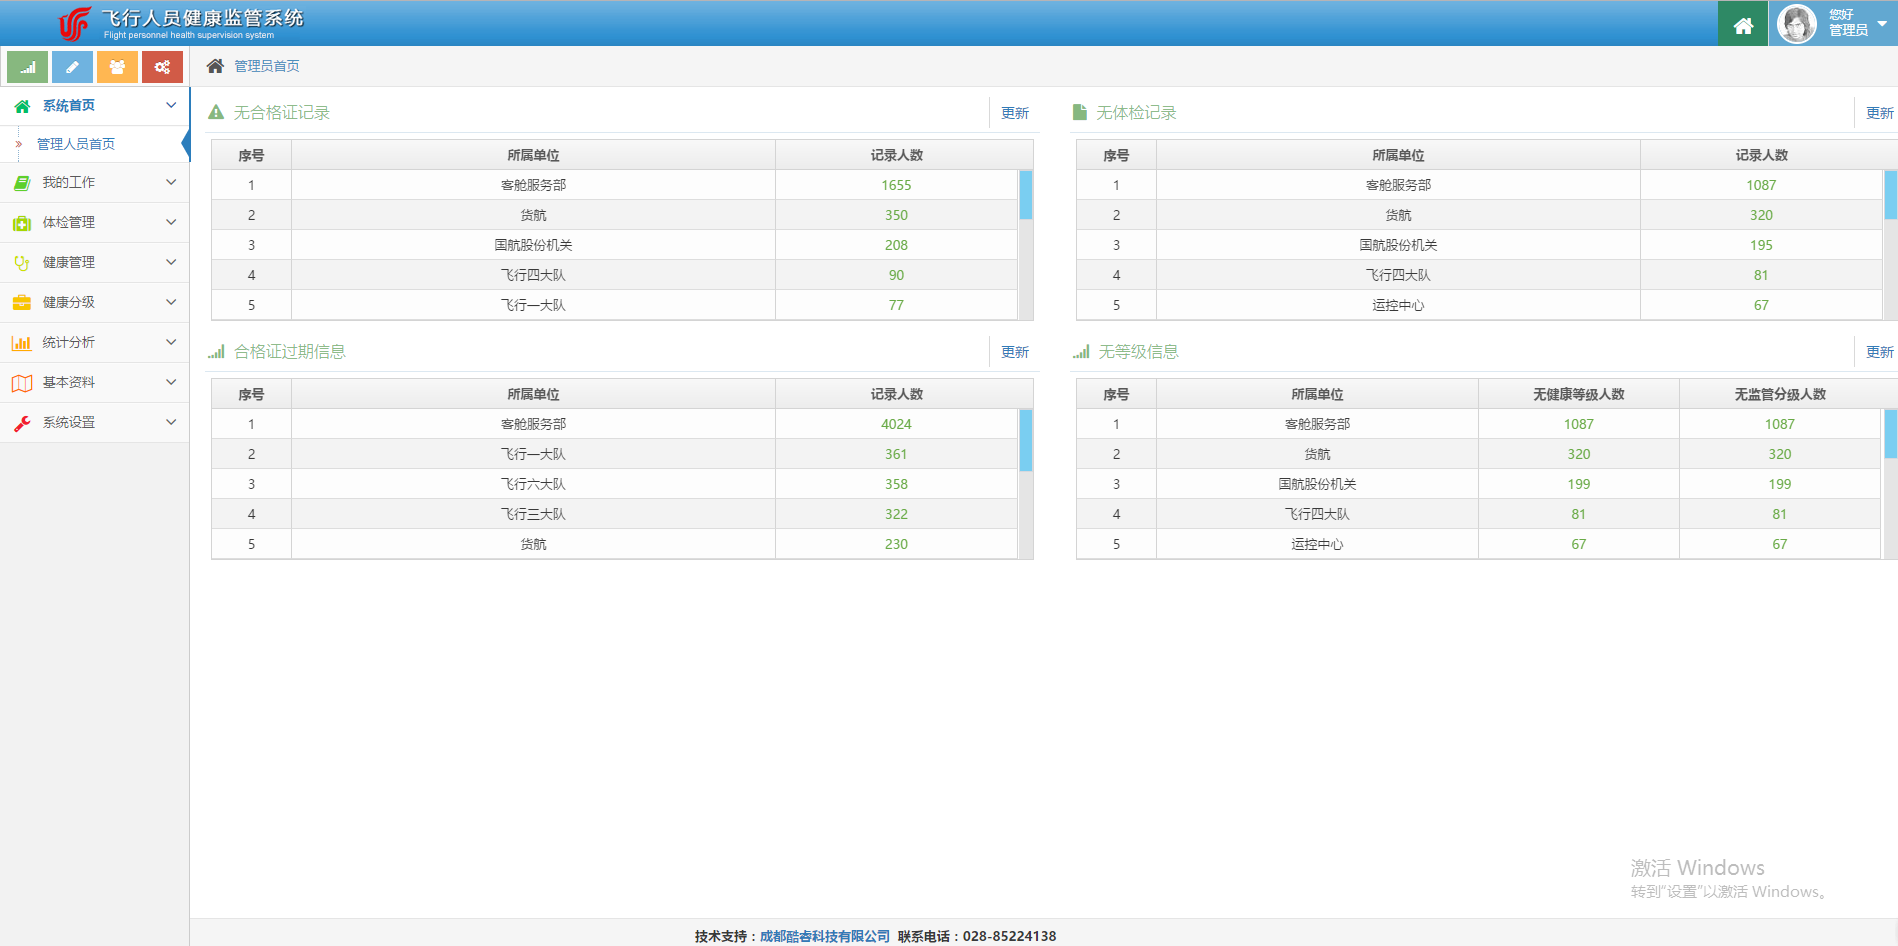 飞行人员健康监管系统
Flight personnel health supervision system
您好
管理员
管理员首页
系统首页
管理人员首页
我的工作
体检管理
健康管理
健康分级
统计分析
基本资料
系统设置
无合格证记录 更新
序号 所属单位 记录人数
1 客舱服务部 1655
2 货航 350
3 国航股份机关 208
4 飞行四大队 90
5 飞行一大队 77
无体检记录 更新
序号 所属单位 记录人数
1 客舱服务部 1087
2 货航 320
3 国航股份机关 195
4 飞行四大队 81
5 运控中心 67
合格证过期信息 更新
序号 所属单位 记录人数
1 客舱服务部 4024
2 飞行一大队 361
3 飞行六大队 358
4 飞行三大队 322
5 货航 230
无等级信息 更新
序号 所属单位 无健康等级人数 无监管分级人数
1 客舱服务部 1087 1087
2 货航 320 320
3 国航股份机关 199 199
4 飞行四大队 81 81
5 运控中心 67 67
激活 Windows
转到"设置"以激活 Windows。
技术支持：成都酷睿科技有限公司 联系电话：028-85224138